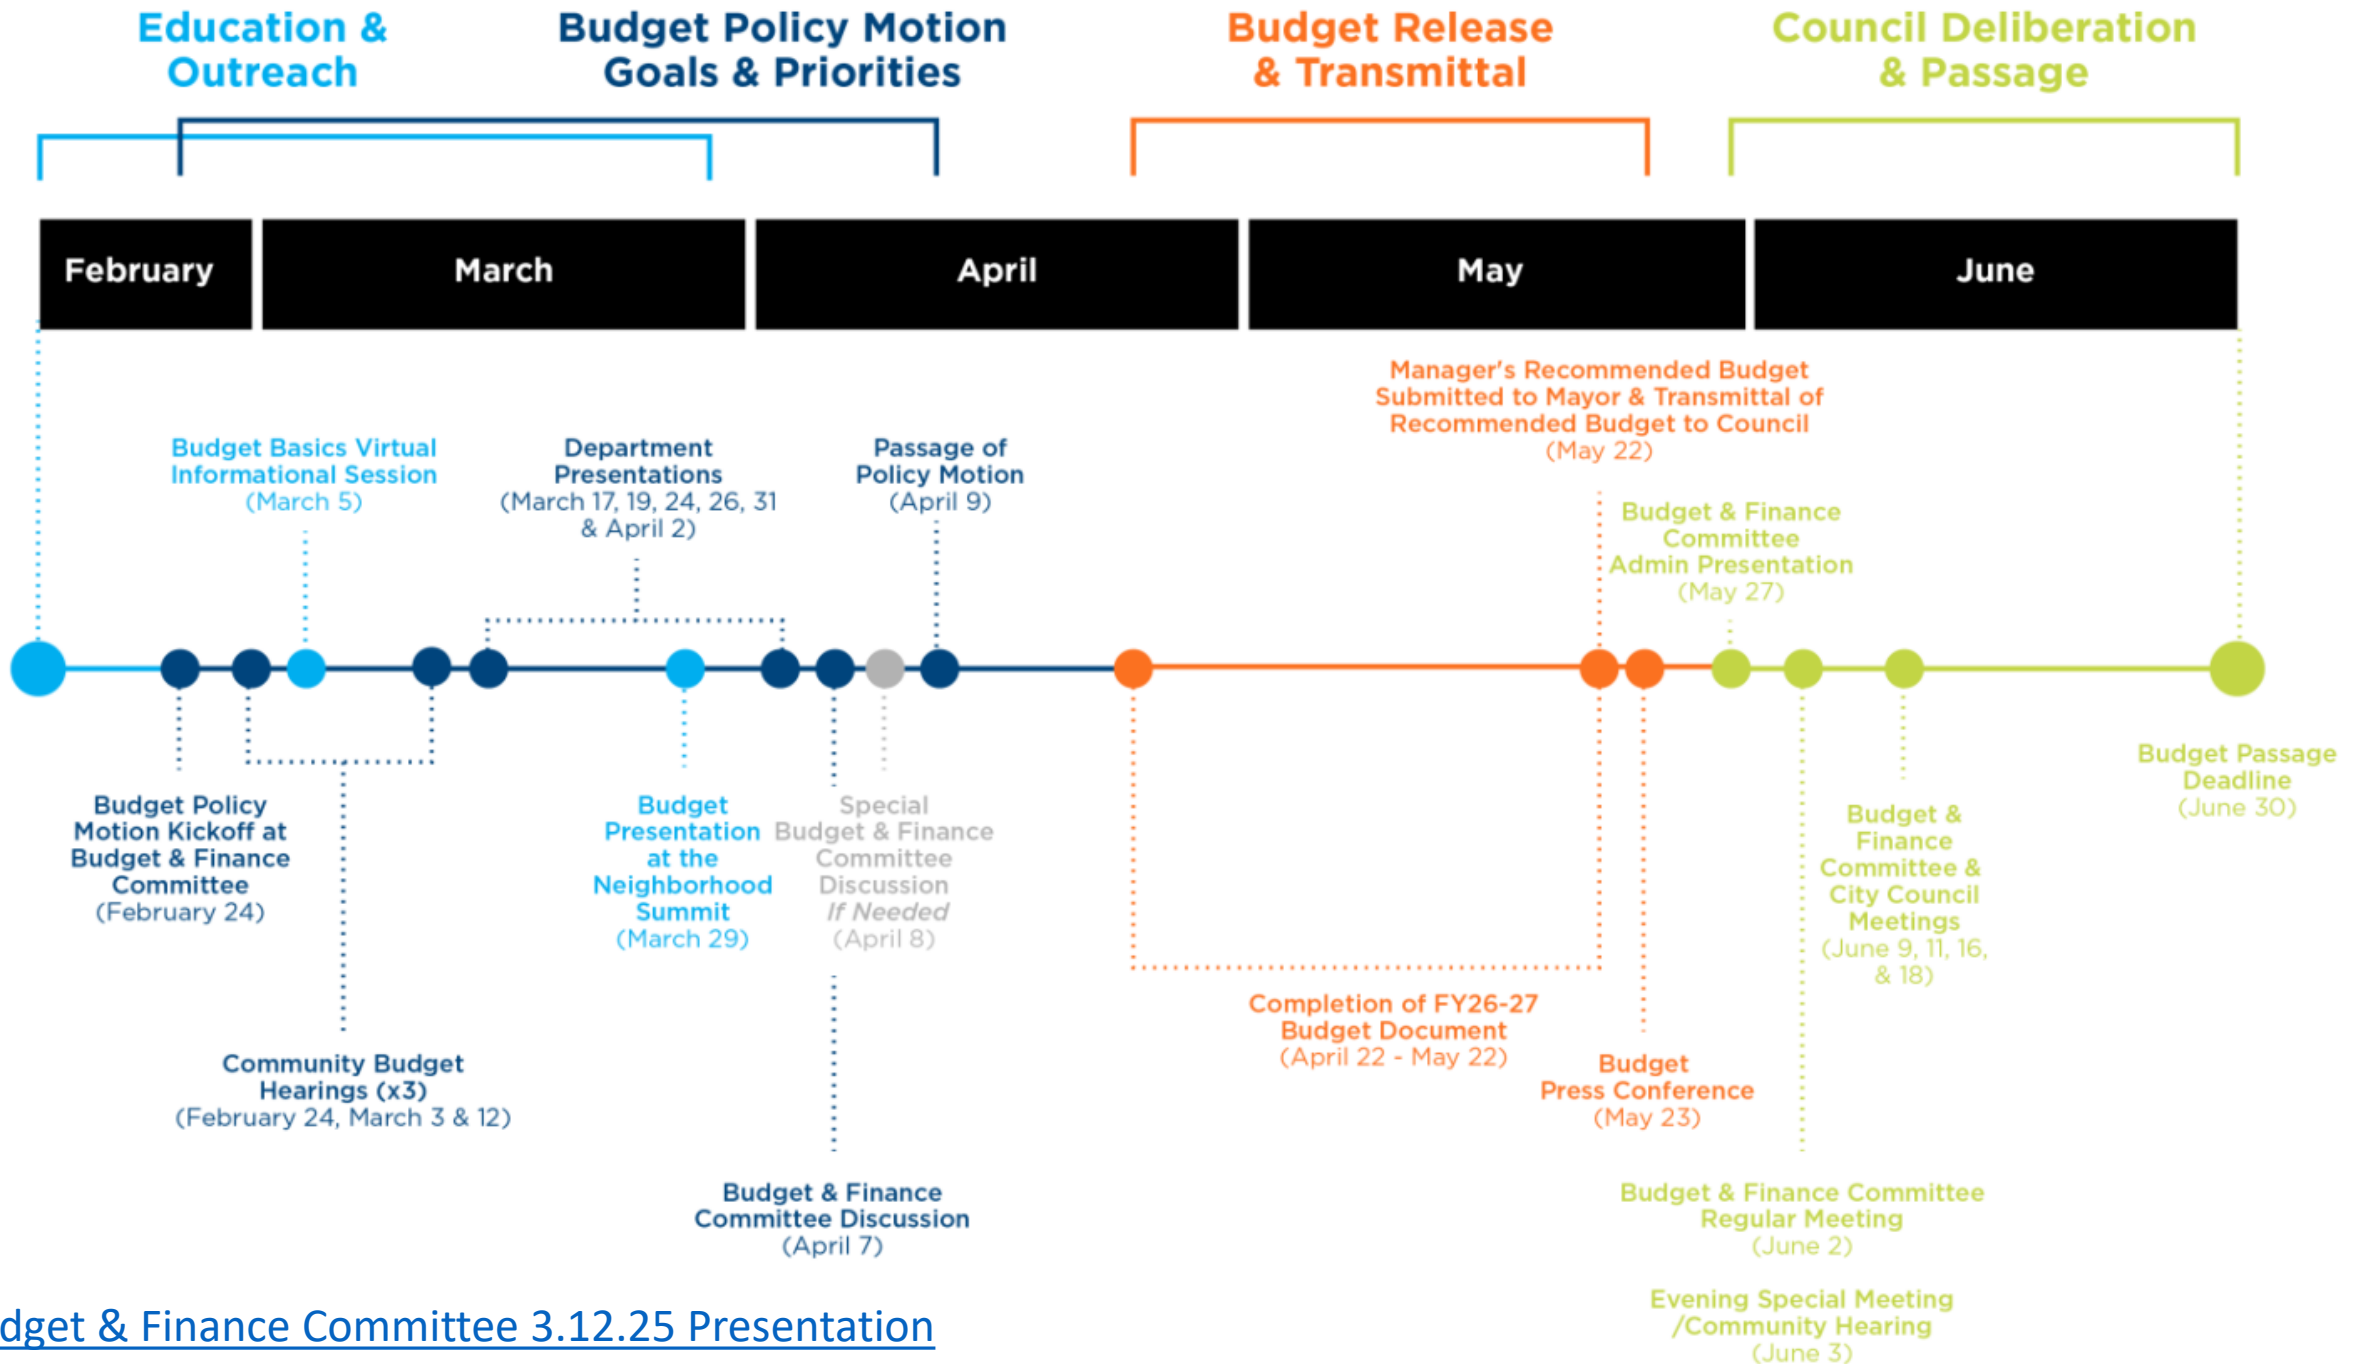 Education &
Outreach
Budget Policy Motion
Goals & Priorities
Budget Release
& Transmittal
Council Deliberation
& Passage
February
March
April
May
June
Manager's Recommended Budget
Submitted to Mayor & Transmittal of
Recommended Budget to Council
(May 22)
Budget Basics Virtual
Informational Session
(March 5)
Department
Presentations
(March 17, 19, 24, 26, 31
& April 2)
Passage of
Policy Motion
(April 9)
Budget & Finance
Committee
Admin Presentation
(May 27)
Budget Policy
Motion Kickoff at
Budget & Finance
Committee
(February 24)
Community Budget
Hearings (x3)
(February 24, March 3 & 12)
Budget
Presentation
at the
Neighborhood
Summit
(March 29)
Special
Budget & Finance
Committee
Discussion
If Needed
(April 8)
Budget & Finance
Committee Discussion
(April 7)
Completion of FY26-27
Budget Document
(April 22 - May 22)
Budget
Press Conference
(May 23)
Budget &
Finance
Committee &
City Council
Meetings
(June 9, 11, 16,
& 18)
Budget Passage
Deadline
(June 30)
Budget & Finance Committee
Regular Meeting
(June 2)
Evening Special Meeting
/Community Hearing
(June 3)
dget & Finance Committee 3.12.25 Presentation